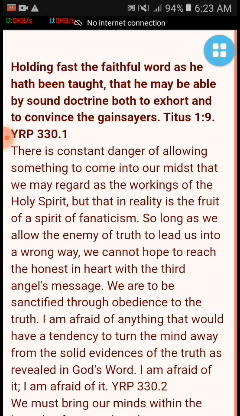 94% 6:23 AM
No internet connection
Holding fast the faithful word as he
hath been taught, that he may be able
by sound doctrine both to exhort and
to convince the gainsayers. Titus 1:9.
YRP 330.1
There is constant danger of allowing
something to come into our midst that
we may regard as the workings of the
Holy Spirit, but that in reality is the fruit
of a spirit of fanaticism. So long as we
allow the enemy of truth to lead us into
a wrong way, we cannot hope to reach
the honest in heart with the third
angel's message. We are to be
sanctified through obedience to the
truth. I am afraid of anything that would
have a tendency to turn the mind away
from the solid evidences of the truth as
revealed in God's Word. I am afraid of
it; I am afraid of it. YRP 330.2
We must bring our minds within the